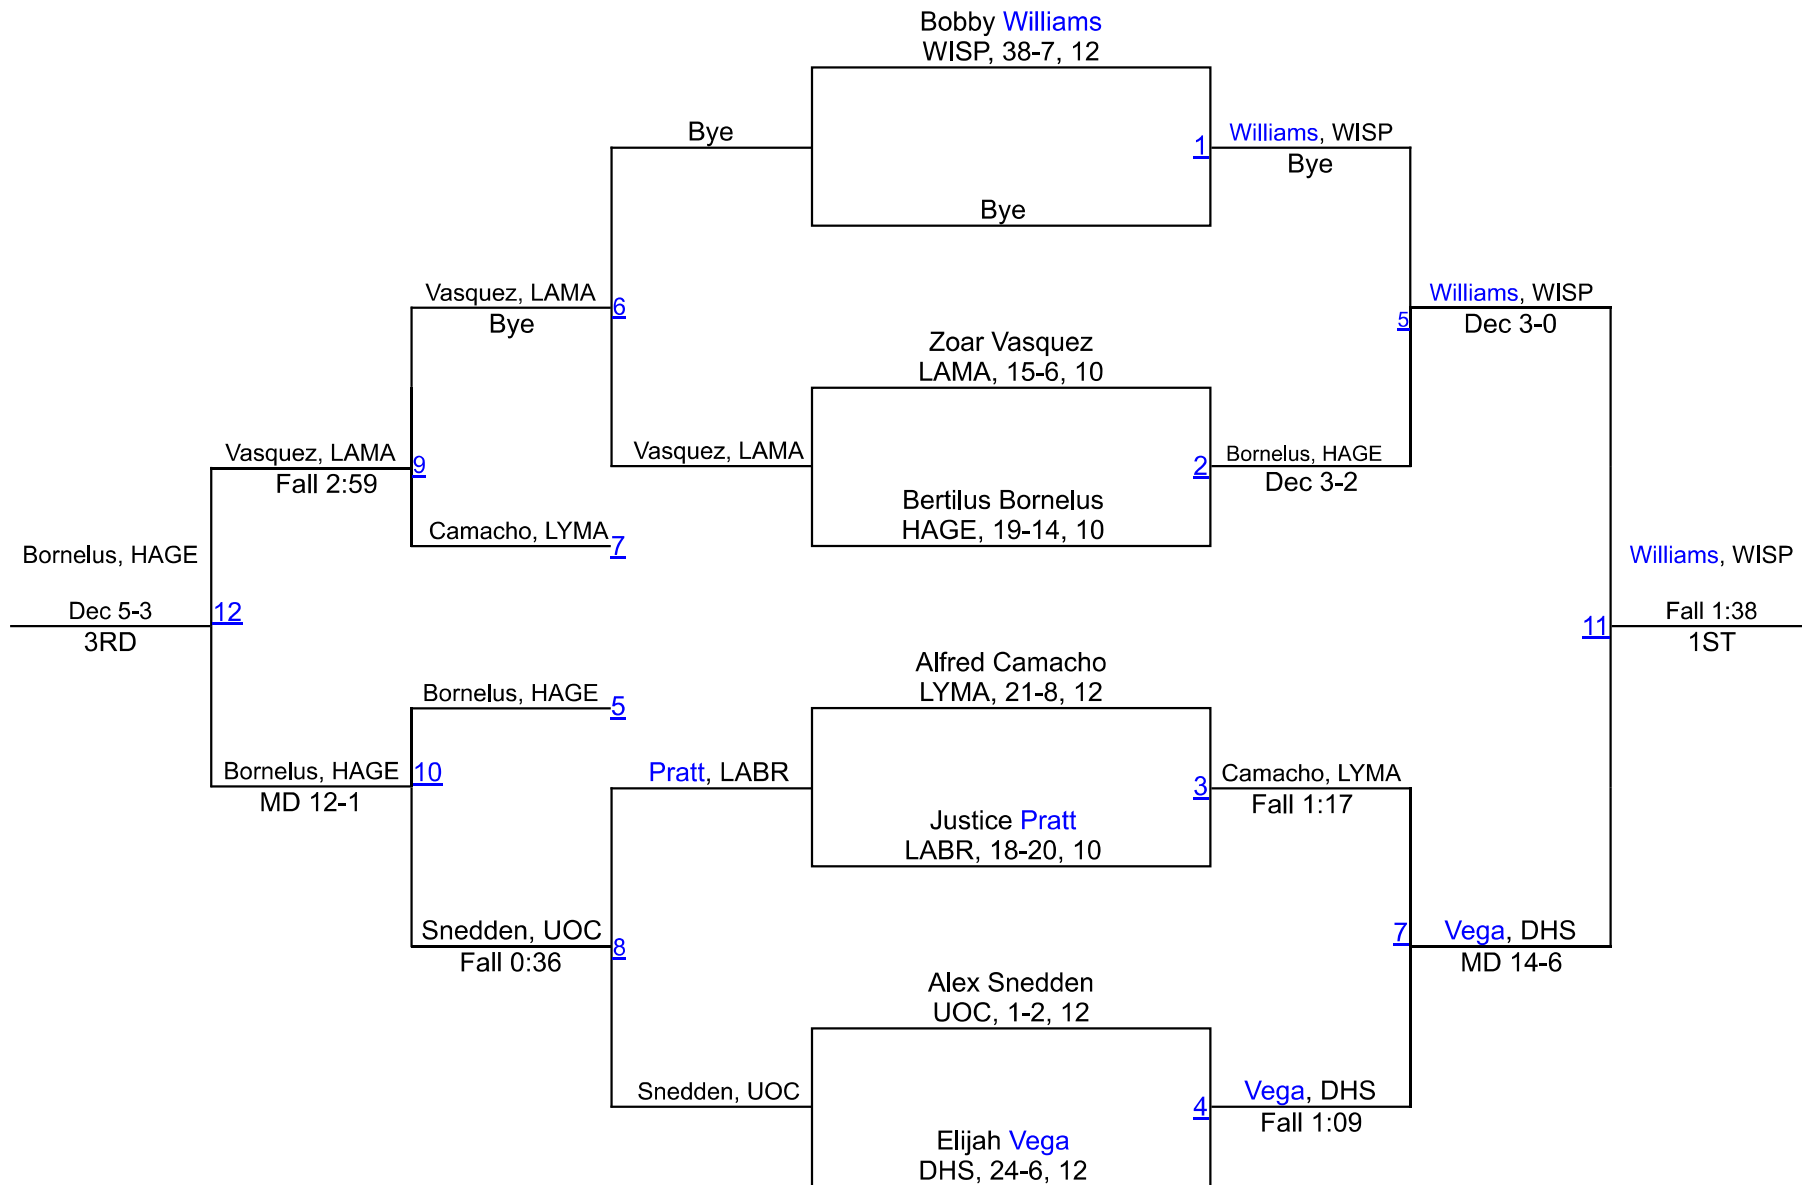 Bobby Williams
WISP, 38-7, 12
Bye
1
Williams, WISP
Bye
Bye
Vasquez, LAMA
Bye
6
Williams, WISP
Dec 3-0
5
Zoar Vasquez
LAMA, 15-6, 10
Vasquez, LAMA
Fall 2:59
9
Vasquez, LAMA
2
Bornelus, HAGE
Dec 3-2
Bertilus Bornelus
HAGE, 19-14, 10
Camacho, LYMA
7
Bornelus, HAGE
Dec 5-3
3RD
12
Williams, WISP
Fall 1:38
1ST
11
Alfred Camacho
LYMA, 21-8, 12
Bornelus, HAGE
5
Bornelus, HAGE
MD 12-1
10
Pratt, LABR
3
Camacho, LYMA
Fall 1:17
Justice Pratt
LABR, 18-20, 10
Snedden, UOC
Fall 0:36
8
7
Vega, DHS
MD 14-6
Alex Snedden
UOC, 1-2, 12
Snedden, UOC
4
Vega, DHS
Fall 1:09
Elijah Vega
DHS, 24-6, 12